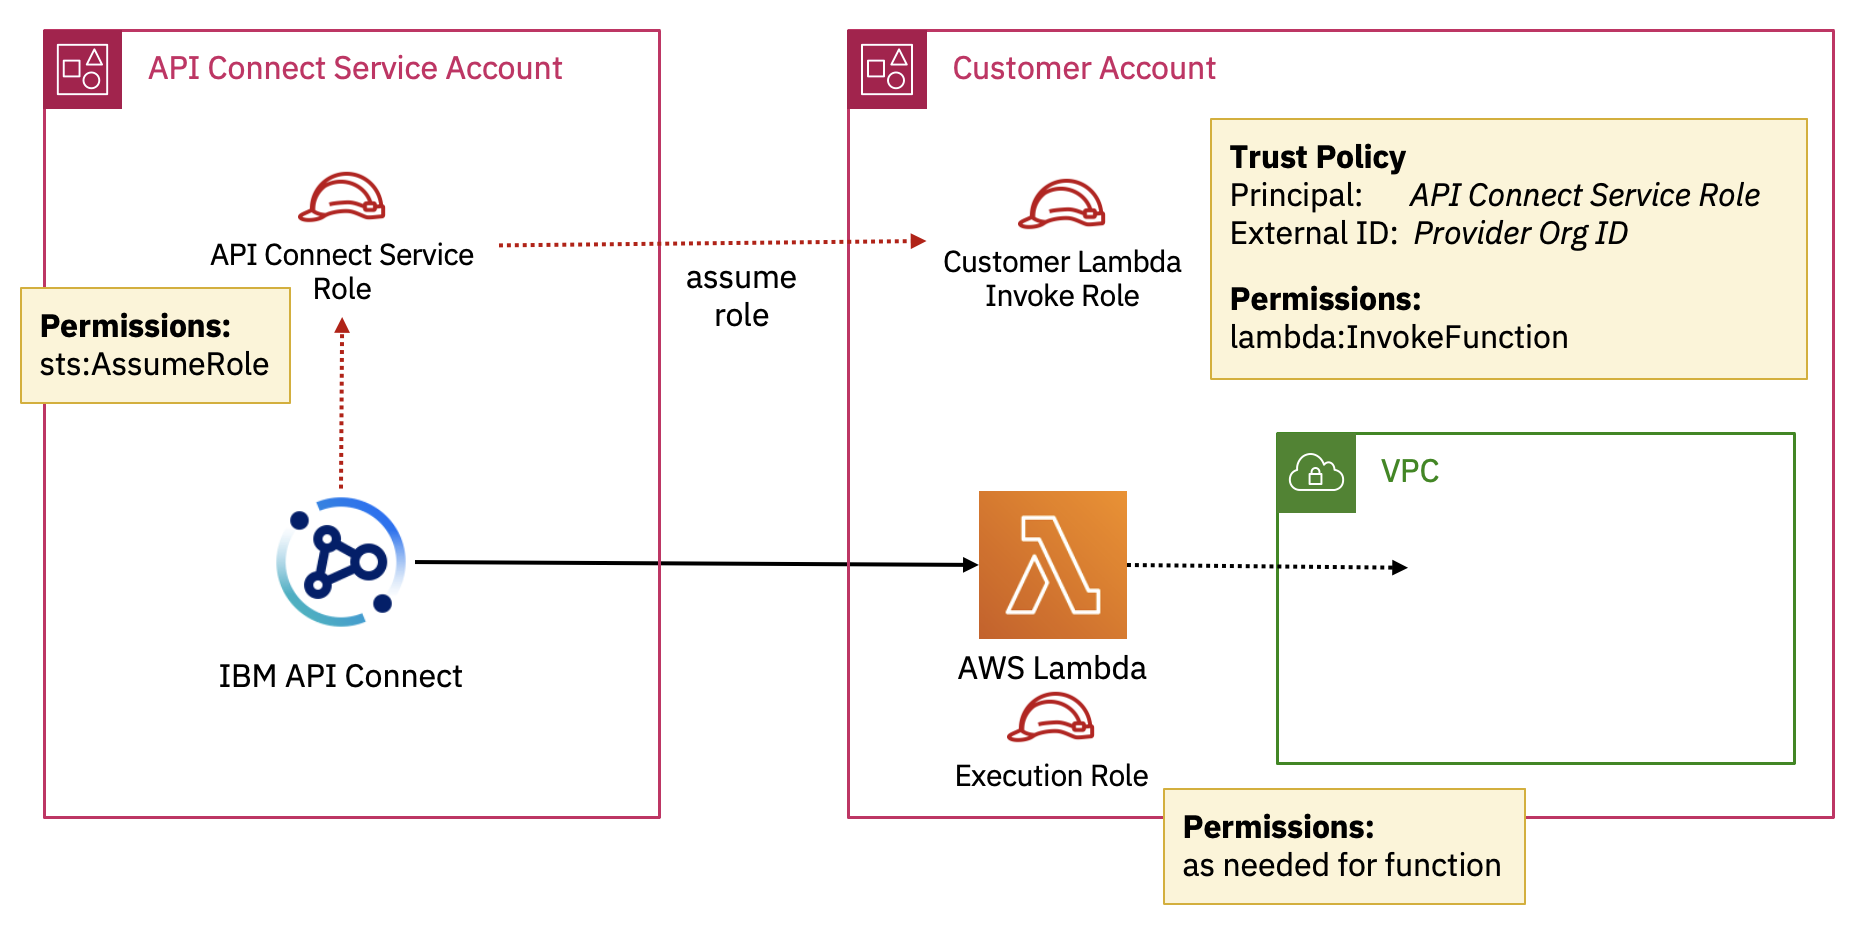 API Connect Service Account
API Connect Service
Role
Permissions:
sts:AssumeRole
IBM API Connect
assume
role
Customer Account
Customer Lambda
Invoke Role
Trust Policy
Principal: API Connect Service Role
External ID: Provider Org ID
Permissions:
lambda:InvokeFunction
VPC
AWS Lambda
Execution Role
Permissions:
as needed for function